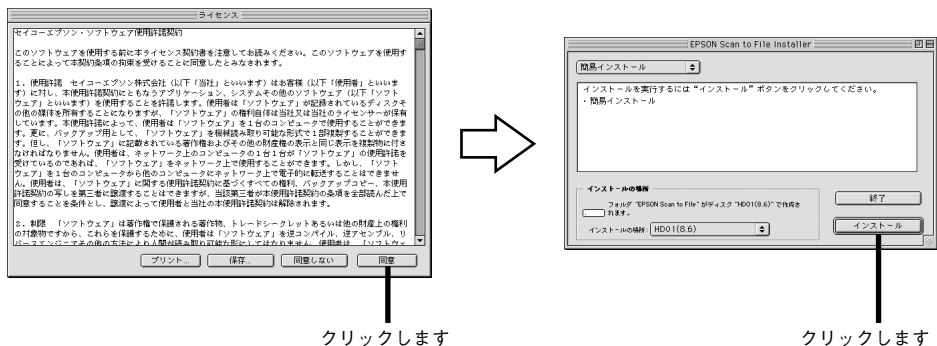 ライセンス
セイコーエプソン・ソフトウェア使用許諾契約
このソフトウェアを使用する前に本ライセンス契約書を注意してお読みください。このソフトウェアを使用す
ることによって本契約条項の拘束を受けることに同意したとみなされます。
1．使用許諾　セイコーエプソン株式会社（以下「当社」といいます）はお客様（以下「使用者」といいま
す）に対し、本使用許諾契約にともなうアプリケーション、システムその他のソフトウェア（以下「ソフト
ウェア」といいます）を使用することを許諾します。使用者は「ソフトウェア」が記録されているディスクそ
の他の媒体を所有することになりますが、「ソフトウェア」の権利自体は当社又は当社のライセンサーが保有
しています。本使用許諾によって、使用者は「ソフトウェア」を1台のコンピュータで使用することができま
す。更に、バックアップ用として、「ソフトウェア」を機械読み取り可能な形式で1部複製することができま
す。但し、「ソフトウェア」に記載されている著作権およびその他の財産権の表示と同じ表示を複製物に付さ
なければなりません。使用者は、ネットワーク上のコンピュータの1台1台が「ソフトウェア」の使用許諾を
受けているのであれば、「ソフトウェア」をネットワーク上で使用することができます。しかし、「ソフト
ウェア」を1台のコンピュータから他のコンピュータにネットワーク上で電子的に転送することはできませ
ん。使用者は、「ソフトウェア」に関する使用許諾契約に基づくすべての権利、バックアップコピー、本使用
許諾契約の写しを第三者に譲渡することはできますが、当該第三者が本使用許諾契約の条項を全部読んだ上で
同意することを条件とし、譲渡によって使用者と当社の本使用許諾契約は解除されます。
2．制限　「ソフトウェア」は著作権で保護される著作物、トレードシークレットあるいは他の財産上の権利
の対象物ですから、これらを保護するために、使用者は「ソフトウェア」を逆コンパイル、逆アセンブル、リ
バースエンジニアその他の方法により人間が読み取り可能な形にしてはなりません。使用者は、「ソフトウェ
プリント...
保存...
同意しない
同意
クリックします
EPSON Scan to File Installer
簡易インストール
インストールを実行するには“インストール”ボタンをクリックしてください。
・簡易インストール
インストールの場所
フォルダ "EPSON Scan to File" がディスク "HD01(8.6)" で作成さ
れます。
インストールの場所: HD01(8.6)
終了
インストール
クリックします